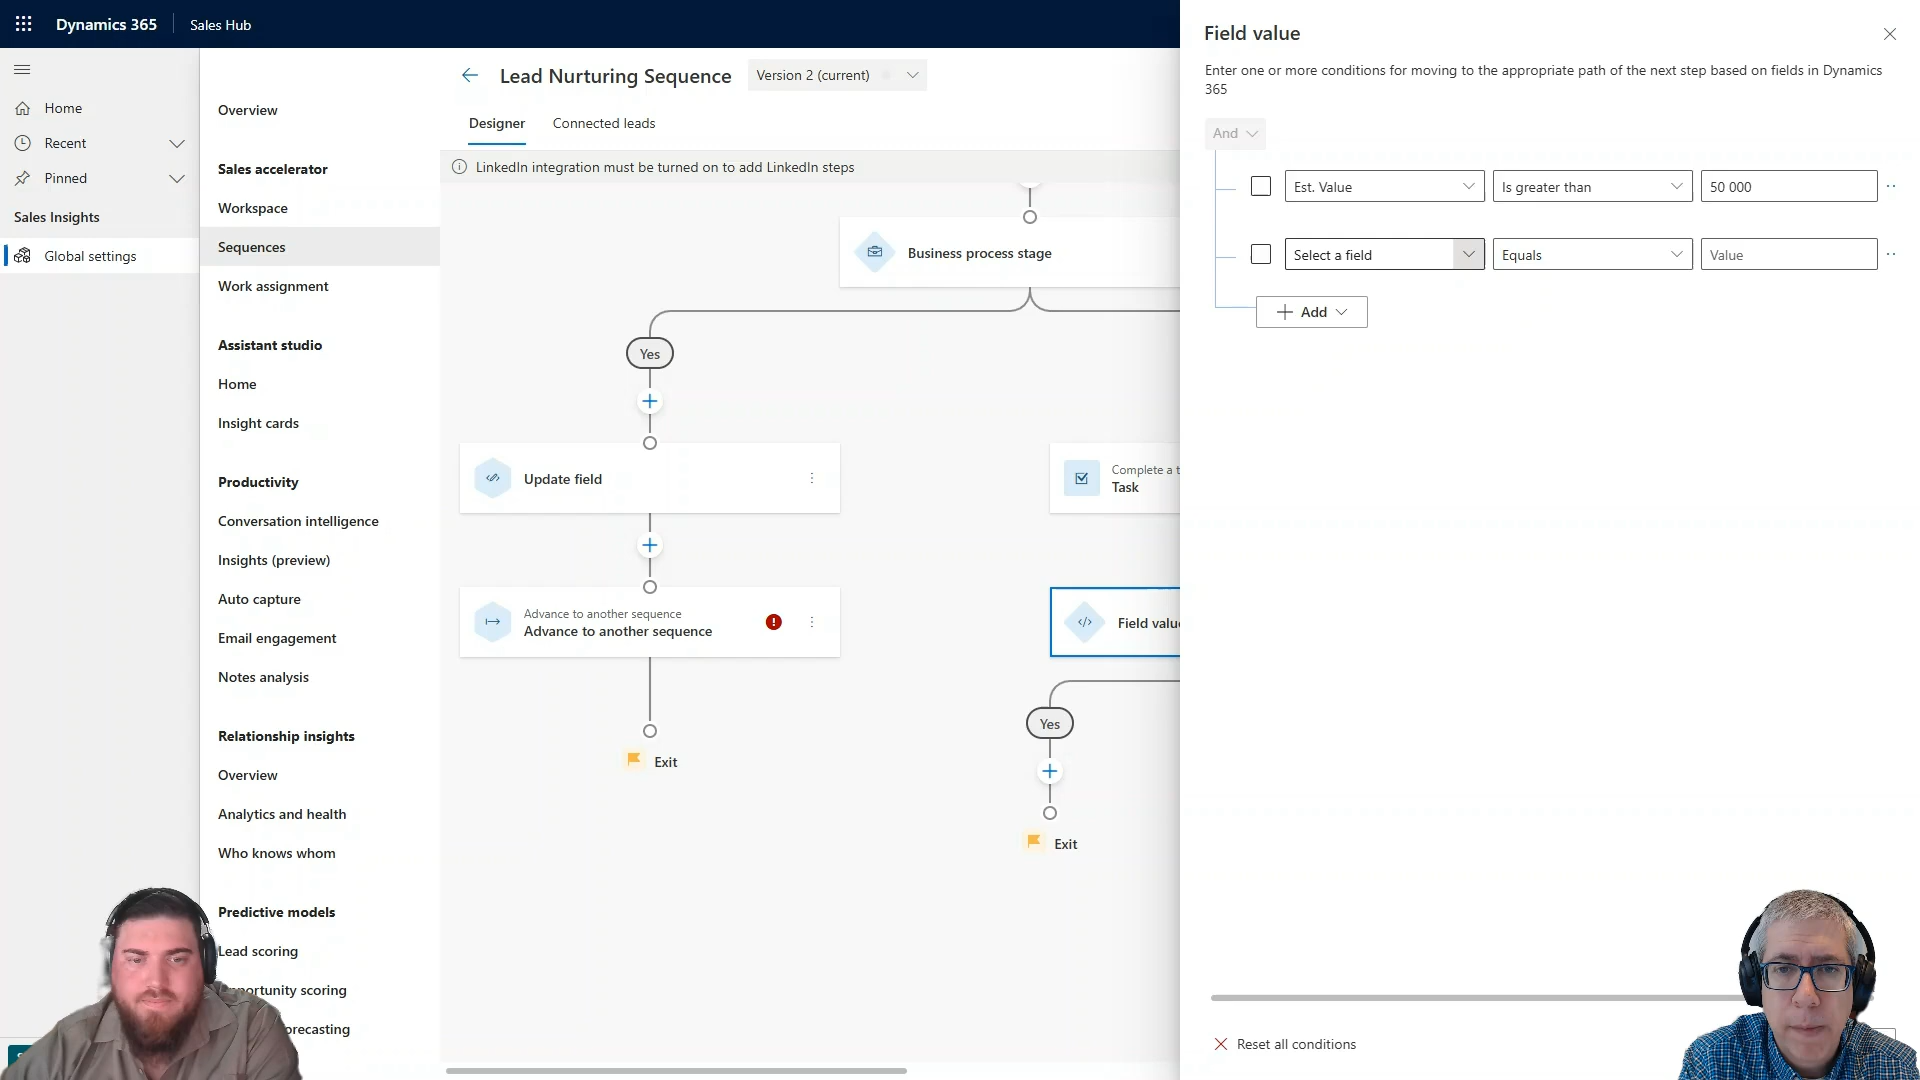 Dynamics 365
Sales Hub
Home
Recent
Pinned
Sales Insights
Global settings
Overview
Sales accelerator
Workspace
Sequences
Work assignment
Assistant studio
Home
Insight cards
Productivity
Conversation intelligence
Insights (preview)
Auto capture
Email engagement
Notes analysis
Relationship insights
Overview
Analytics and health
Who knows whom
Predictive models
Lead scoring
portunity scoring
orecasting
Lead Nurturing Sequence
Version 2 (current)
Designer
Connected leads
LinkedIn integration must be turned on to add LinkedIn steps
Business process stage
Yes
Update field
Advance to another sequence
Advance to another sequence
Exit
Complete a t
Task
Field valu
Yes
Exit
Field value
Enter one or more conditions for moving to the appropriate path of the next step based on fields in Dynamics
365
And
Est. Value
Is greater than
50 000
Select a field
Equals
Value
Add
Reset all conditions